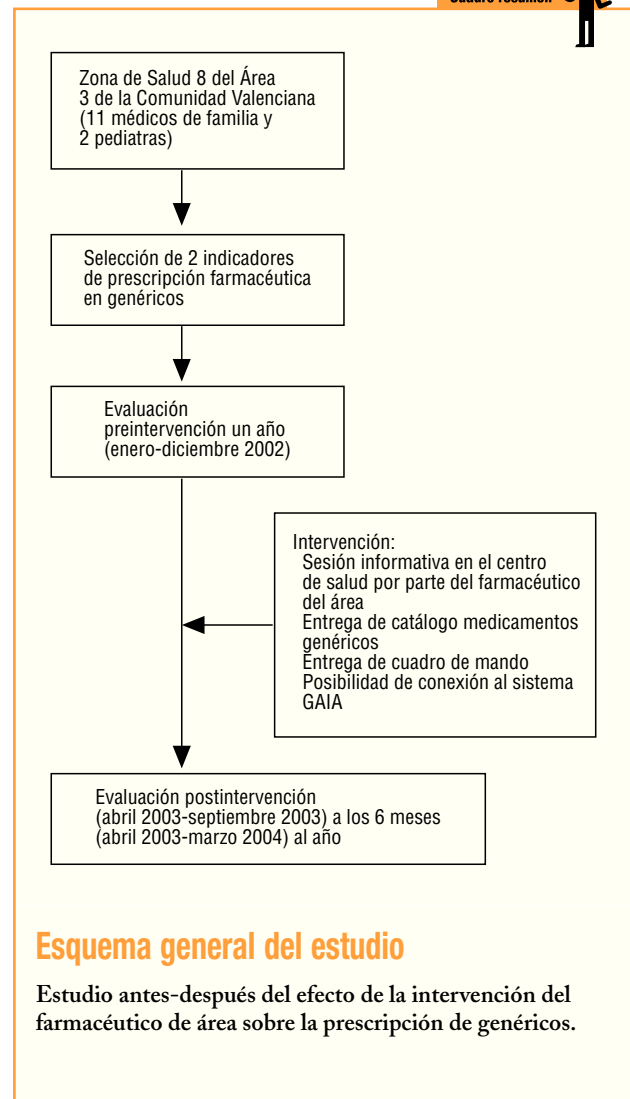 Cuadro resumen
Zona de Salud 8 del Área
3 de la Comunidad Valenciana
(11 médicos de familia y
2 pediatras)
Selección de 2 indicadores
de prescripción farmacéutica
en genéricos
Evaluación
preintervención un año
(enero-diciembre 2002)
Intervención:
Sesión informativa en el centro
de salud por parte del farmacéutico
del área
Entrega de catálogo medicamentos
genéricos
Entrega de cuadro de mando
Posibilidad de conexión al sistema
GAIA
Evaluación postintervención
(abril 2003-septiembre 2003) a los 6 meses
(abril 2003-marzo 2004) al año
Esquema general del estudio
Estudio antes-después del efecto de la intervención del
farmacéutico de área sobre la prescripción de genéricos.